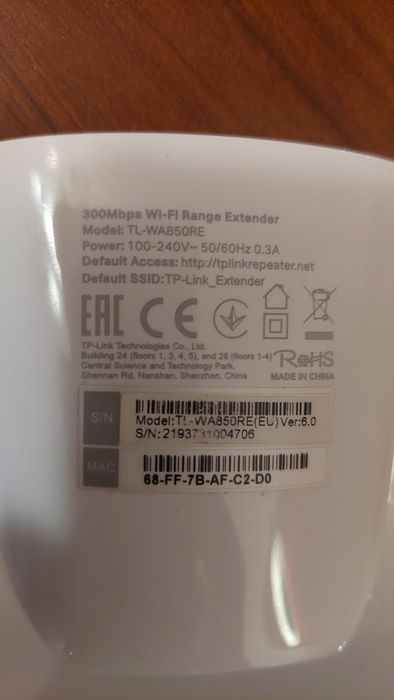 300Mbps Wi-Fi Range Extender
Model: TL-WA850RE
Power: 100-240V~ 50/60Hz 0.3A
Default Access: http://tplinkrepeater.net
Default SSID:TP-Link_Extender
EAC CE
TP-Link Technologies Co., Ltd.
Building 24 (floors 1, 3, 4, 5), and 28 (floors 1-4)
Central Science and Technology Park,
Shennan Rd, Nanshan, Shenzhen, China
RoHS
MADE IN CHINA
S/N
Model:TL-WA850RE(EU) Ver:6.0
S/N:2193731004706
MAC
68-FF-7B-AF-C2-D0